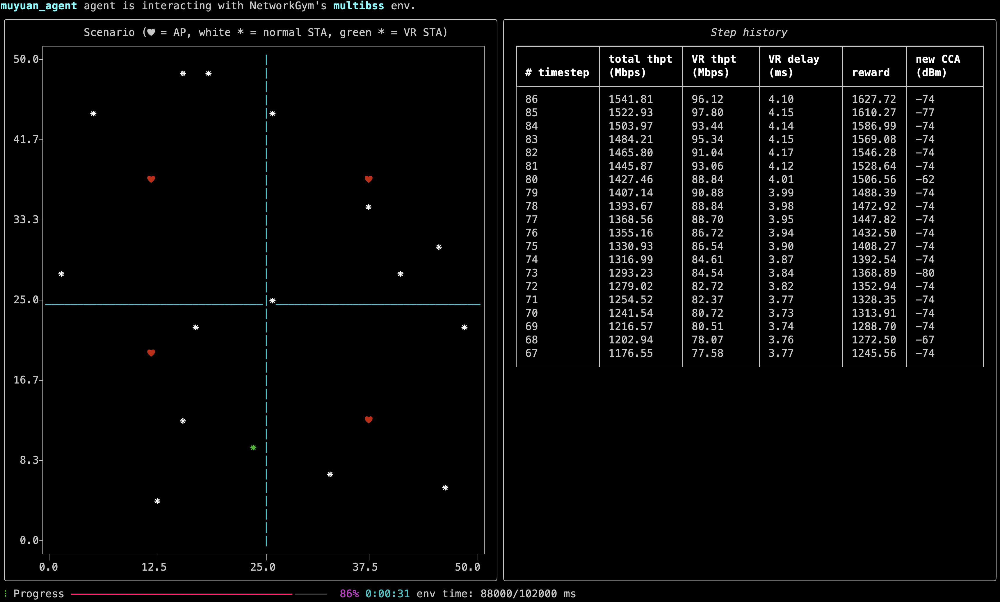 muyuan_agent agent is interacting with NetworkGym's multibss env.
Scenario (♥ = AP, white * = normal STA, green * = VR STA)
50.0
41.7
33.3
25.0
16.7
8.3
0.0
0.0 12.5 25.0 37.5 50.0
Step history
# timestep total thpt (Mbps) VR thpt (Mbps) VR delay (ms) reward new CCA (dBm)
86 1541.81 96.12 4.10 1627.72 -74
85 1522.93 97.80 4.15 1610.27 -77
84 1503.97 93.44 4.14 1586.99 -74
83 1484.21 95.34 4.15 1569.08 -74
82 1465.80 91.04 4.17 1546.28 -74
81 1445.87 93.06 4.12 1528.64 -74
80 1427.46 88.84 4.01 1506.56 -62
79 1407.14 90.88 3.99 1488.39 -74
78 1393.67 88.84 3.98 1472.92 -74
77 1368.56 88.70 3.95 1447.82 -74
76 1355.16 86.72 3.94 1432.50 -74
75 1330.93 86.54 3.90 1408.27 -74
74 1316.99 84.61 3.87 1392.54 -74
73 1293.23 84.54 3.84 1368.89 -80
72 1279.02 82.72 3.82 1352.94 -74
71 1254.52 82.37 3.77 1328.35 -74
70 1241.54 80.72 3.73 1313.91 -74
69 1216.57 80.51 3.74 1288.70 -74
68 1202.94 78.07 3.76 1272.50 -67
67 1176.55 77.58 3.77 1245.56 -74
Progress 86% 0:00:31 env time: 88000/102000 ms